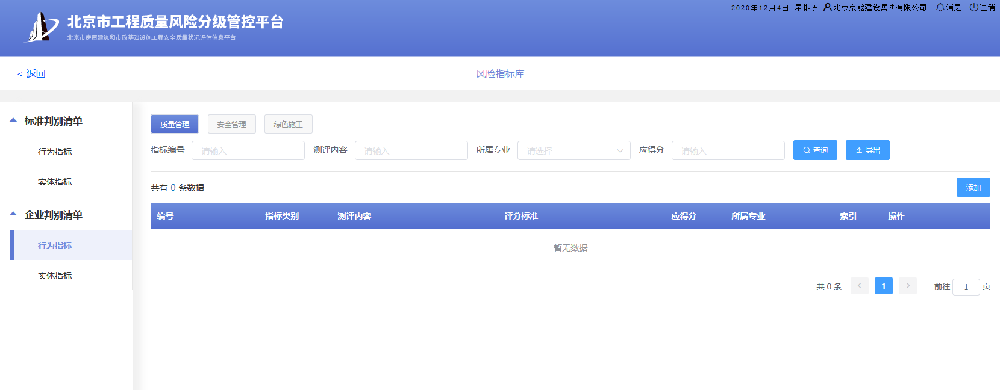 2020年12月4日 星期五 北京京能建设集团有限公司 消息 注销
北京市工程质量风险分级管控平台
北京市房屋建筑和市政基础设施工程安全质量状况评估信息平台
< 返回
风险指标库
标准判别清单
行为指标
实体指标
企业判别清单
行为指标
实体指标
质量管理 安全管理 绿色施工
指标编号 请输入 测评内容 请输入 所属专业 请选择 应得分 请输入 查询 导出
共有 0 条数据 添加
编号 指标类别 测评内容 评分标准 应得分 所属专业 索引 操作
暂无数据
共 0 条 < 1 > 前往 1 页